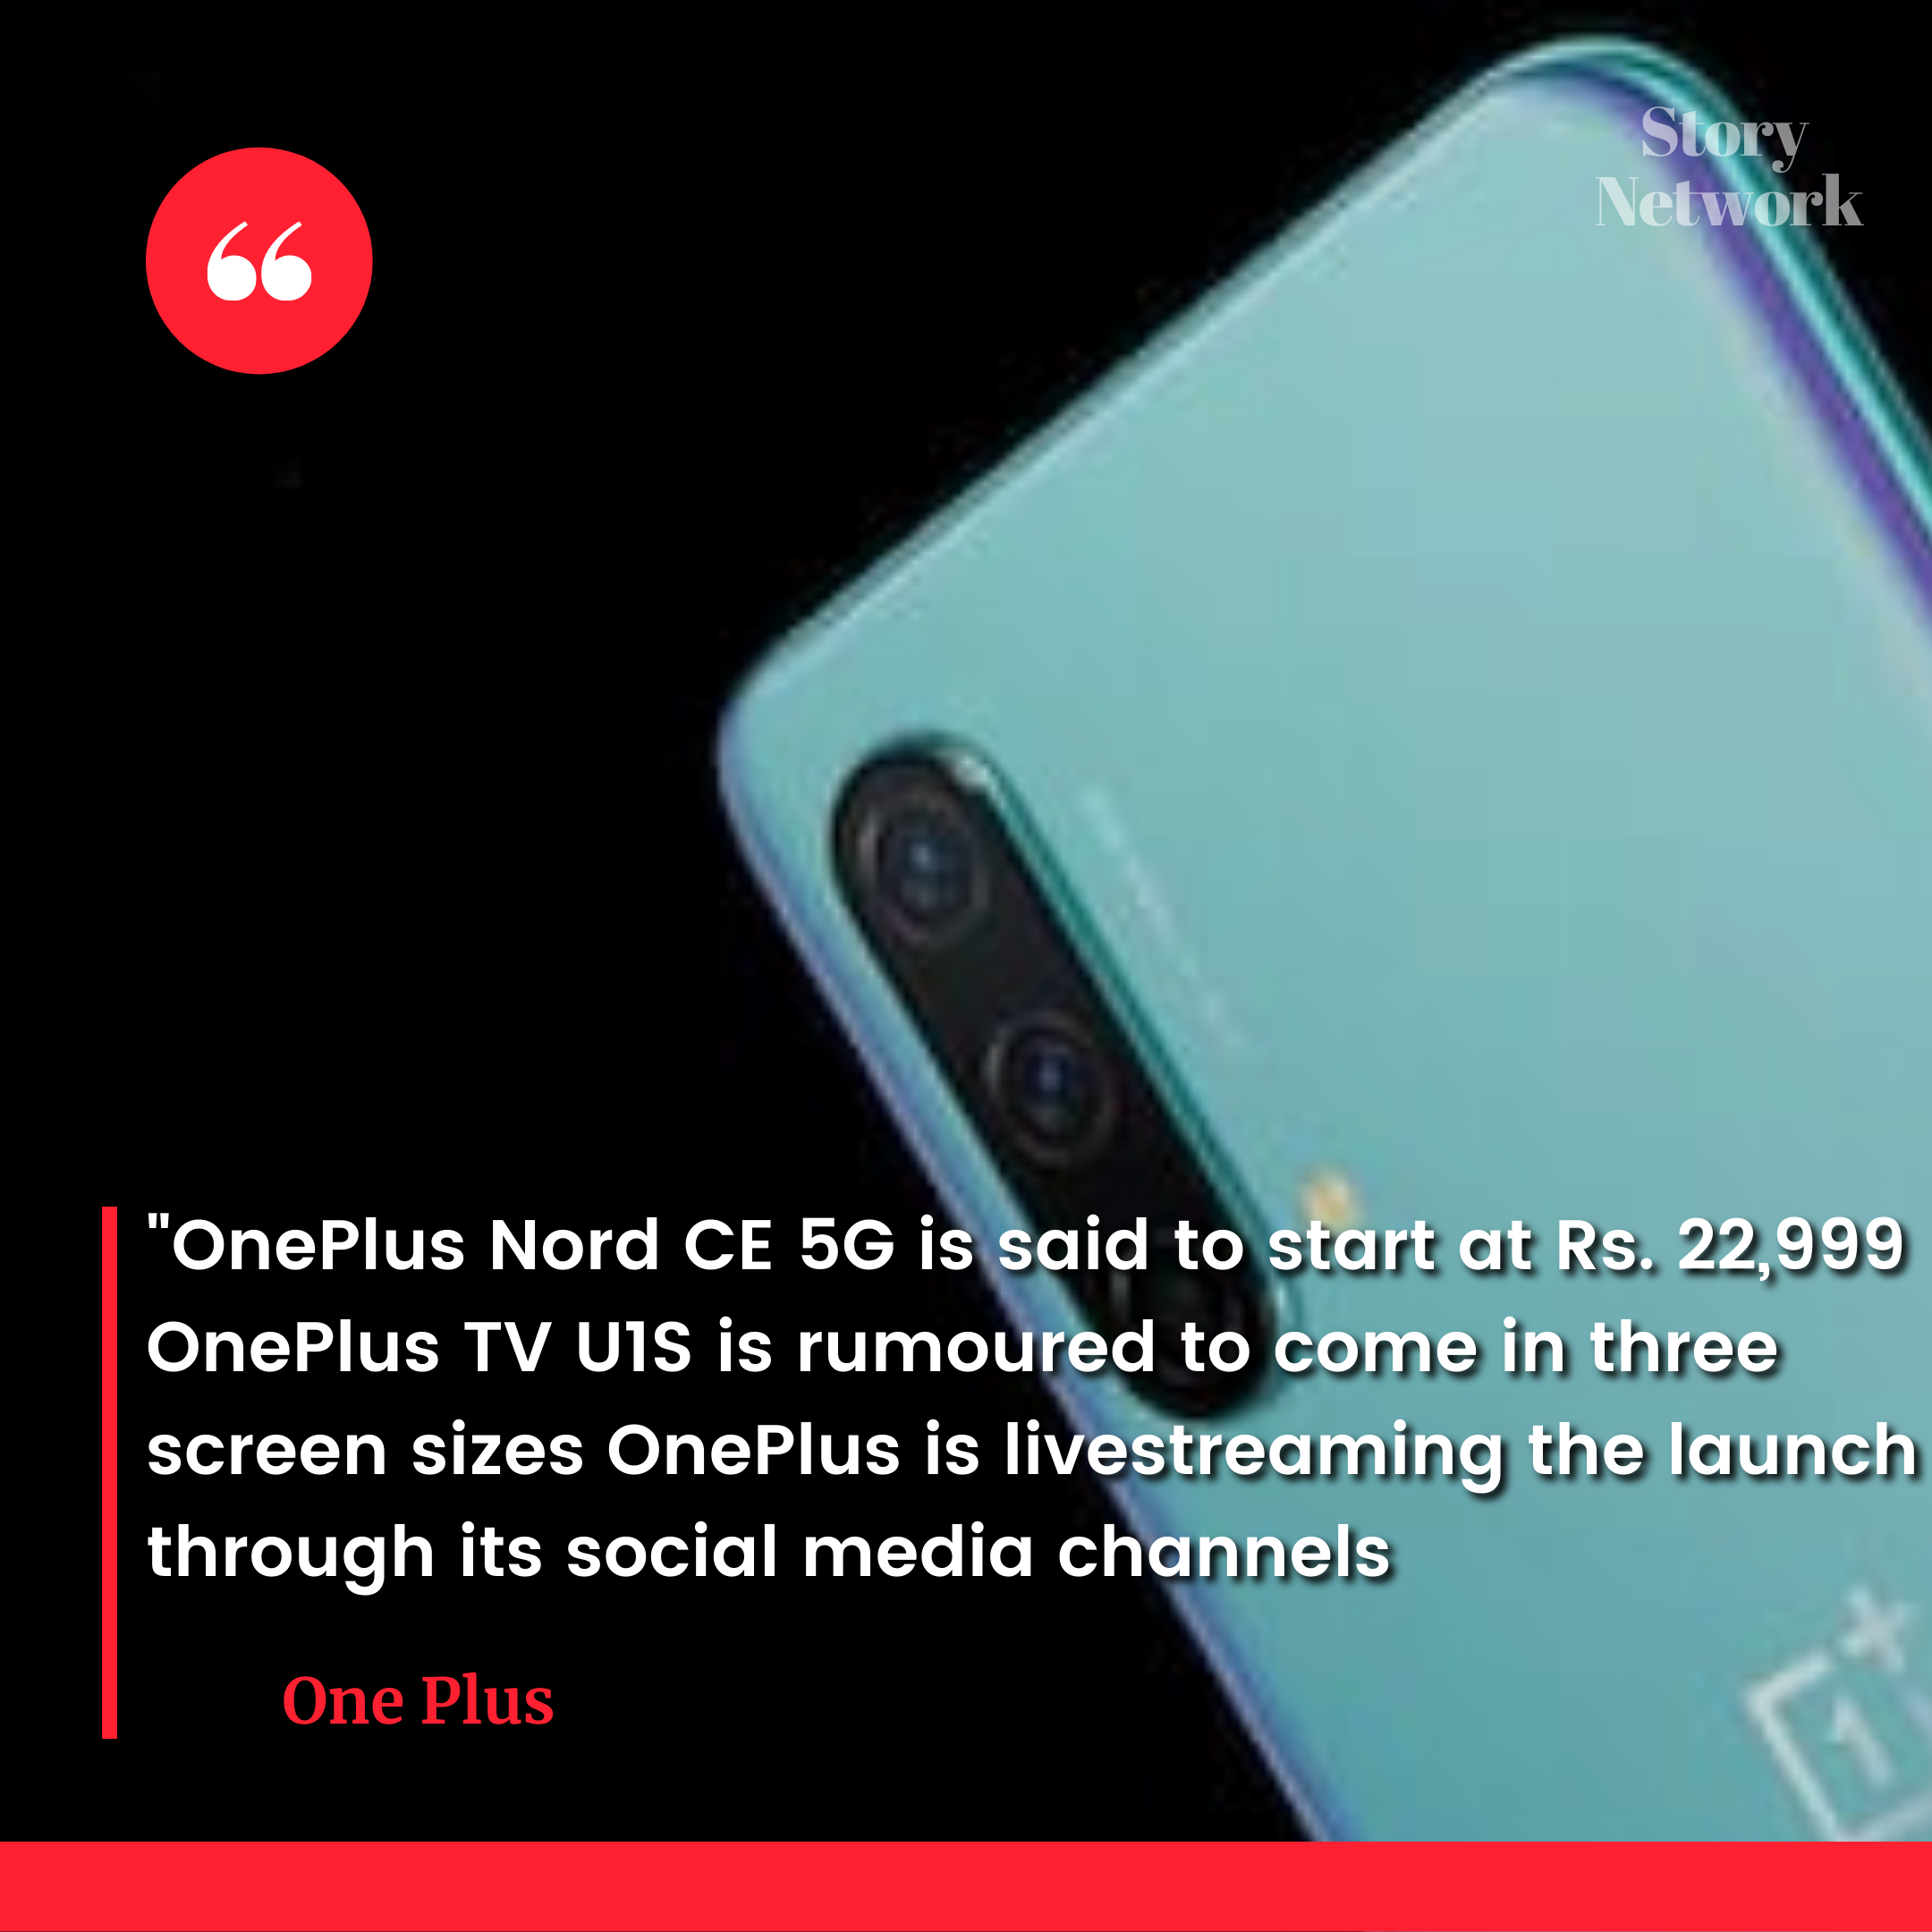 Story
Network
“
"OnePlus Nord CE 5G is said to start at Rs. 22,999
OnePlus TV U1S is rumoured to come in three
screen sizes OnePlus is livestreaming the launch
through its social media channels
One Plus
1+